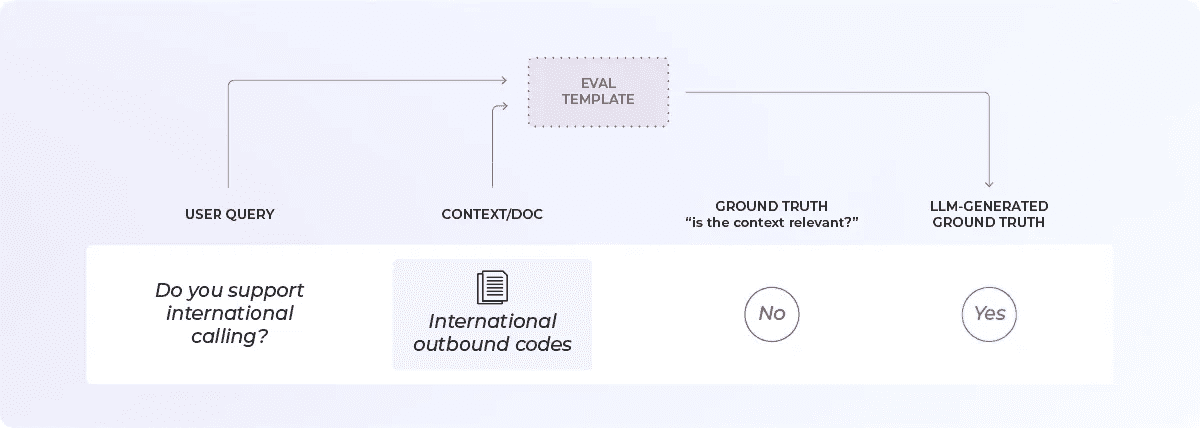 EVAL
TEMPLATE
USER QUERY
CONTEXT/DOC
GROUND TRUTH
“is the context relevant?”
LLM-GENERATED
GROUND TRUTH
Do you support
international
calling?
International
outbound codes
No
Yes